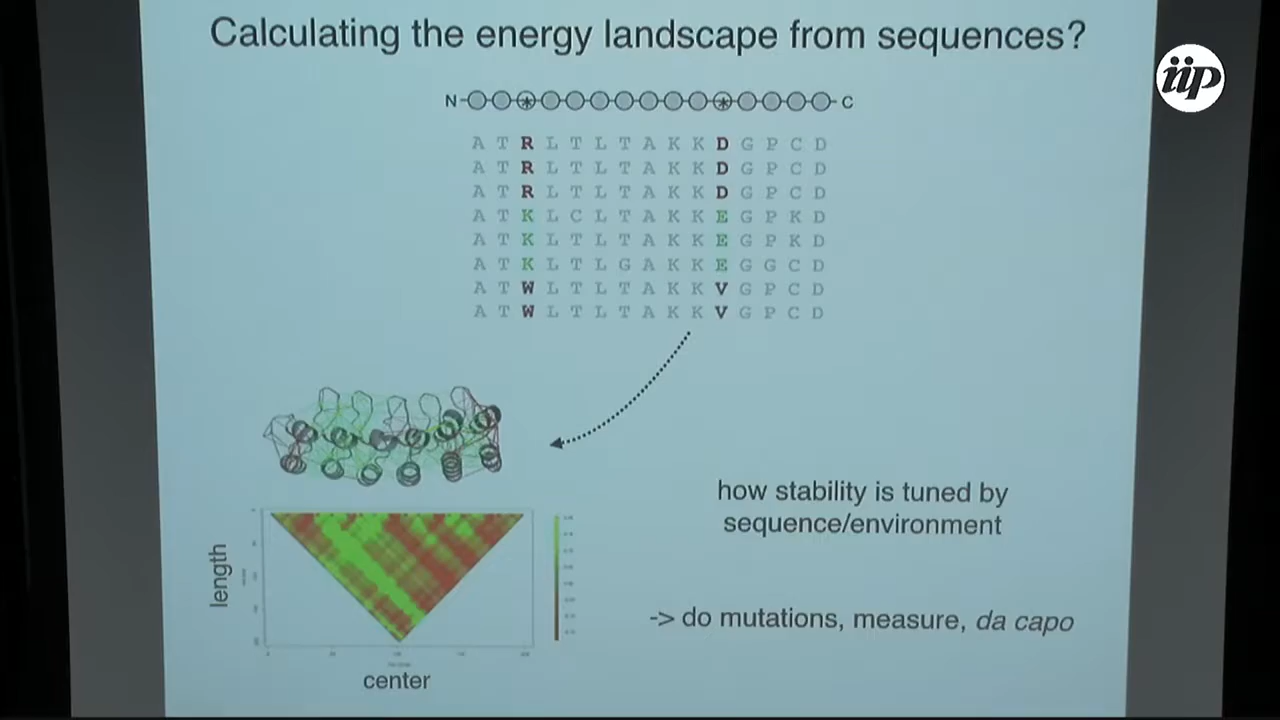 Calculating the energy landscape from sequences?
iip
N C
A T R L T L T A K K D G P C D
A T R L T L T A K K D G P C D
A T R L T L T A K K D G P C D
A T K L C L T A K K E G P K D
A T K L T L T A K K E G P K D
A T K L T L G A K K E G G C D
A T W L T L T A K K V G P C D
A T W L T L T A K K V G P C D
how stability is tuned by
sequence/environment
-> do mutations, measure, da capo
length
center